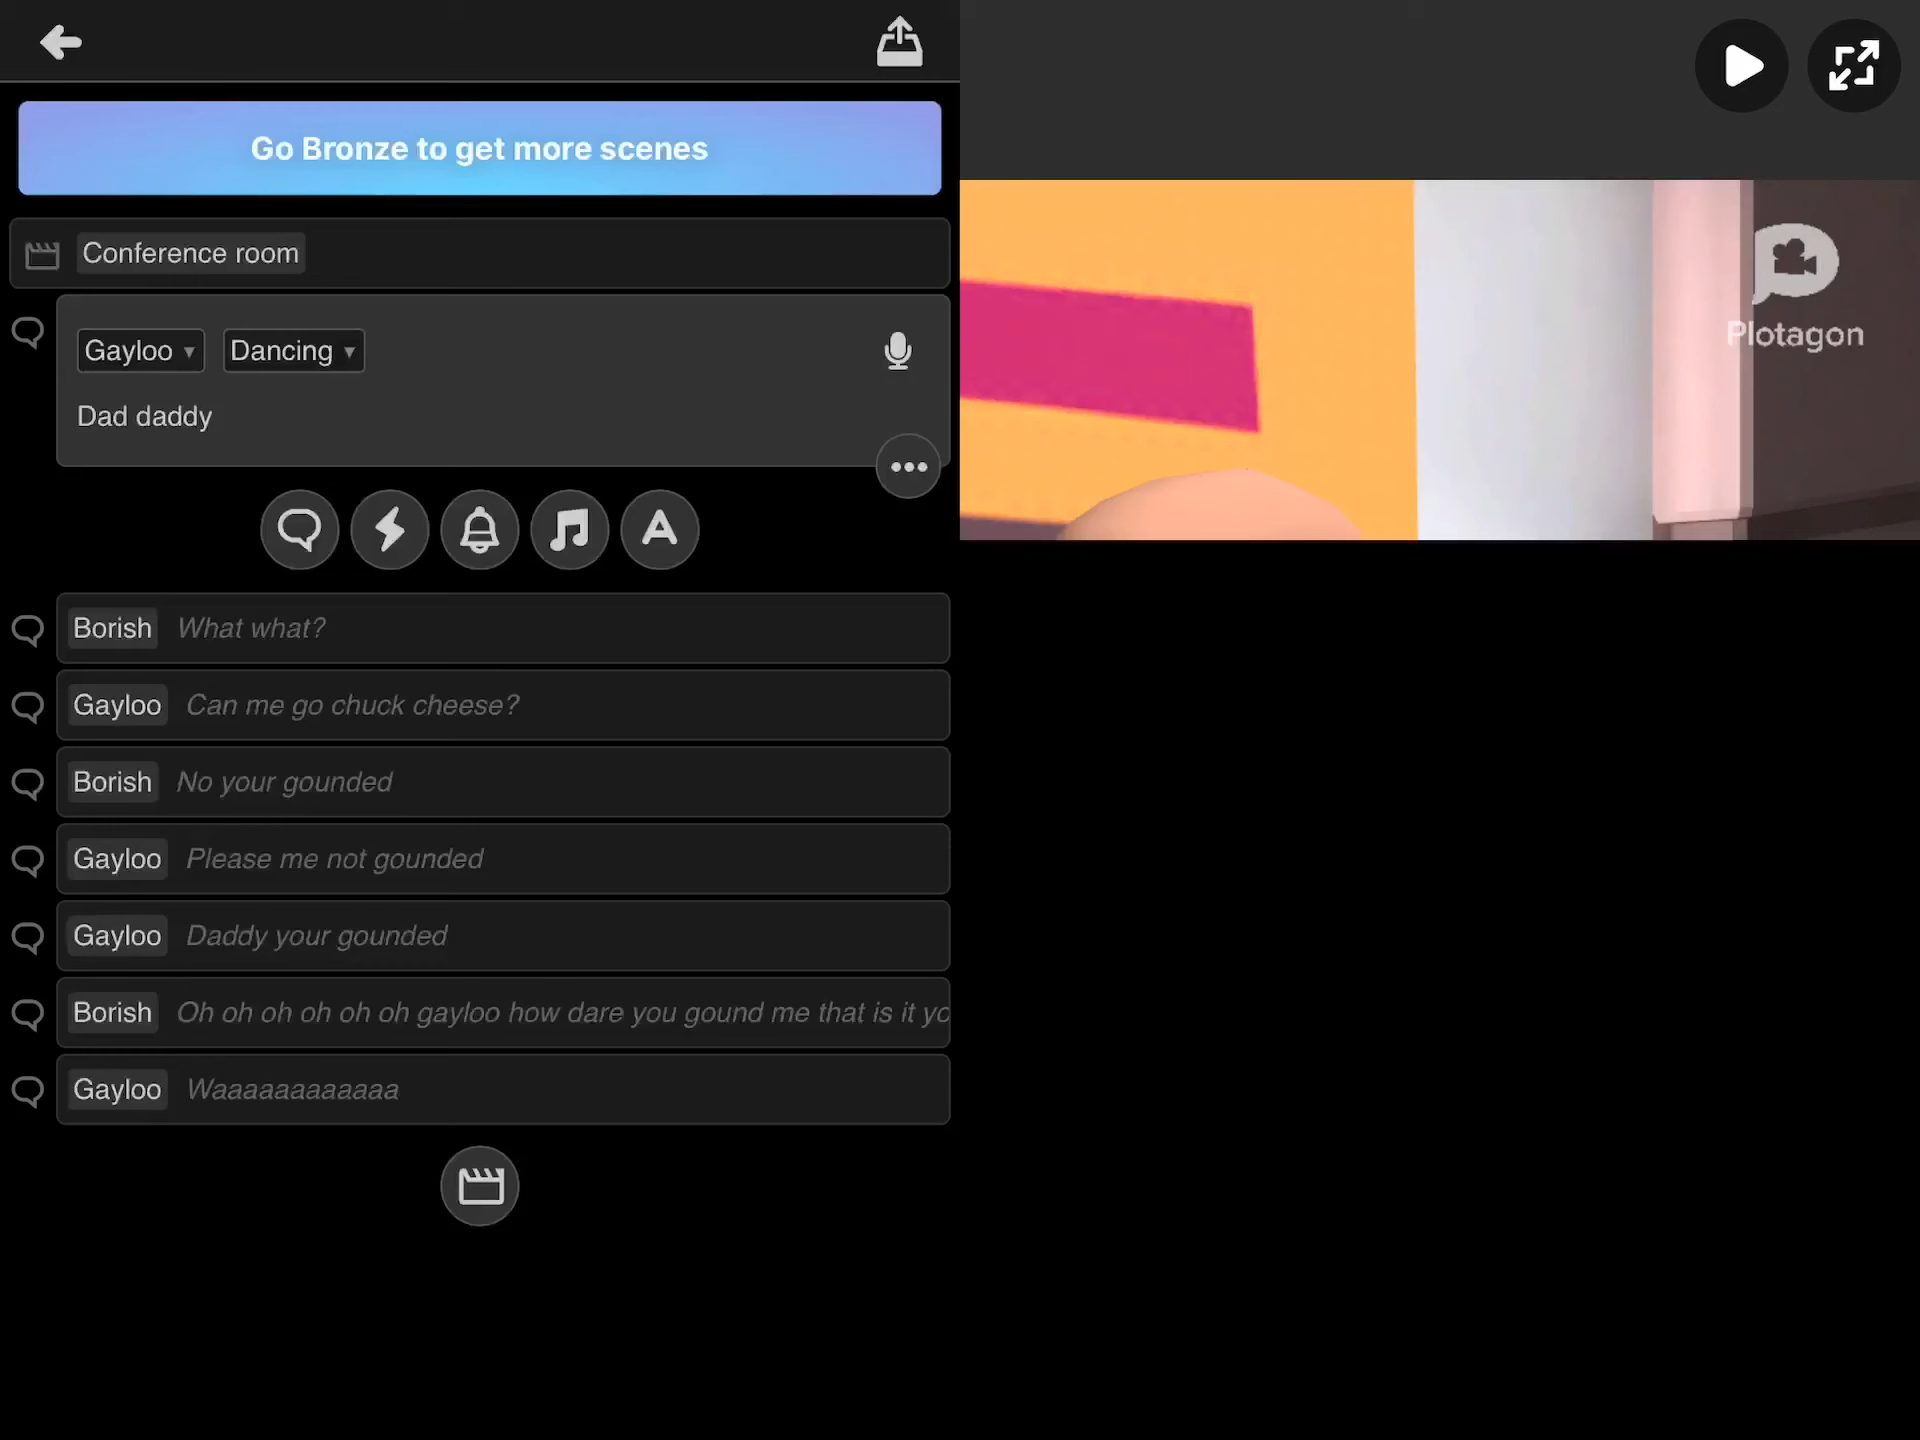 Go Bronze to get more scenes
Conference room
Gayloo Dancing
Dad daddy
Borish What what?
Gayloo Can me go chuck cheese?
Borish No your gounded
Gayloo Please me not gounded
Gayloo Daddy your gounded
Borish Oh oh oh oh oh oh gayloo how dare you gound me that is it yo
Gayloo Waaaaaaaaaaaa
Plotagon